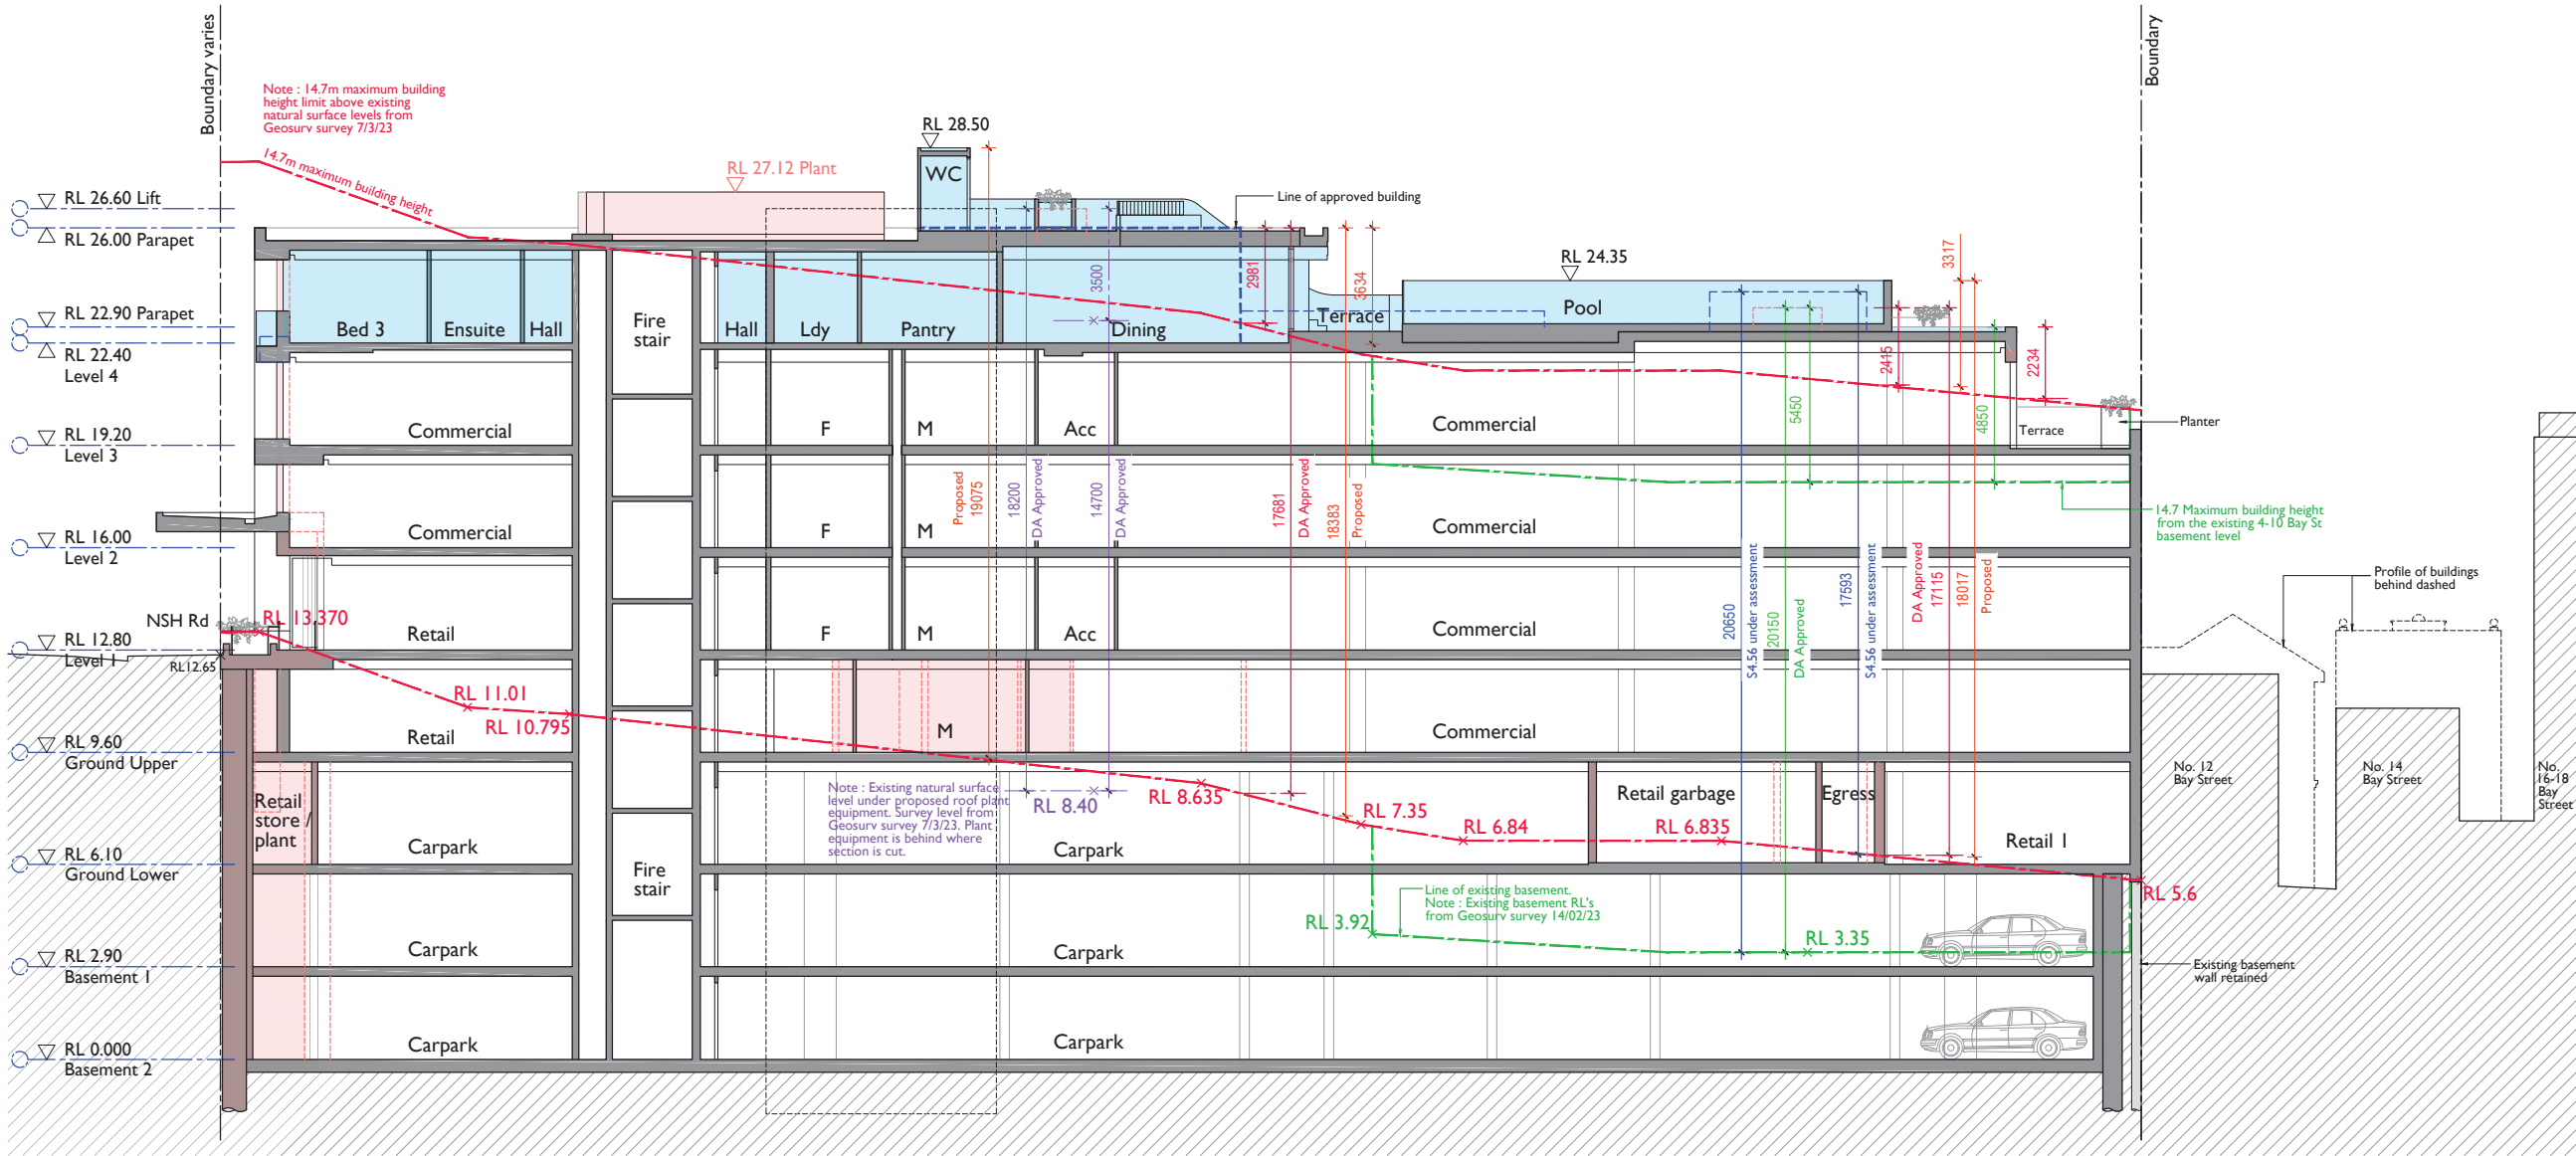 Boundary varies
Boundary
Note : 14.7m maximum building
height limit above existing
natural surface levels from
Geosurv survey 7/3/23
14.7m maximum building height
RL 28.50
WC
RL 27.12 Plant
Line of approved building
RL 26.60 Lift
RL 26.00 Parapet
RL 24.35
Pool
3317
2981
3634
3500
RL 22.90 Parapet
RL 22.40
Level 4
Bed 3
Ensuite
Hall
Fire
stair
Hall
Ldy
Pantry
Dining
Terrace
2415
2234
5450
4850
RL 19.20
Level 3
Commercial
F
M
Acc
Commercial
Terrace
Planter
RL 16.00
Level 2
Commercial
F
M
Commercial
Proposed
19075
18200
DA Approved
14700
DA Approved
17681
DA Approved
18383
Proposed
14.7 Maximum building height
from the existing 4-10 Bay St
basement level
20650
S4.56 under assessment
20150
DA Approved
17593
S4.56 under assessment
DA Approved
17115
18017
Proposed
Profile of buildings
behind dashed
NSH Rd
RL 13.370
RL 12.80
Level 1
RL12.65
Retail
F
M
Acc
Commercial
RL 11.01
RL 10.795
RL 9.60
Ground Upper
Retail
M
Commercial
Note : Existing natural surface
level under proposed roof plant
equipment. Survey level from
Geosurv survey 7/3/23. Plant
equipment is behind where
section is cut.
RL 8.40
RL 8.635
RL 7.35
RL 6.84
RL 6.835
Retail garbage
Egress
Retail 1
No. 12
Bay Street
No. 14
Bay Street
No.
16-18
Bay
Street
Retail
store /
plant
RL 6.10
Ground Lower
Carpark
Carpark
Fire
stair
Line of existing basement.
Note : Existing basement RL's
from Geosurv survey 14/02/23
RL 5.6
RL 3.92
RL 3.35
RL 2.90
Basement 1
Carpark
Carpark
Existing basement
wall retained
RL 0.000
Basement 2
Carpark
Carpark